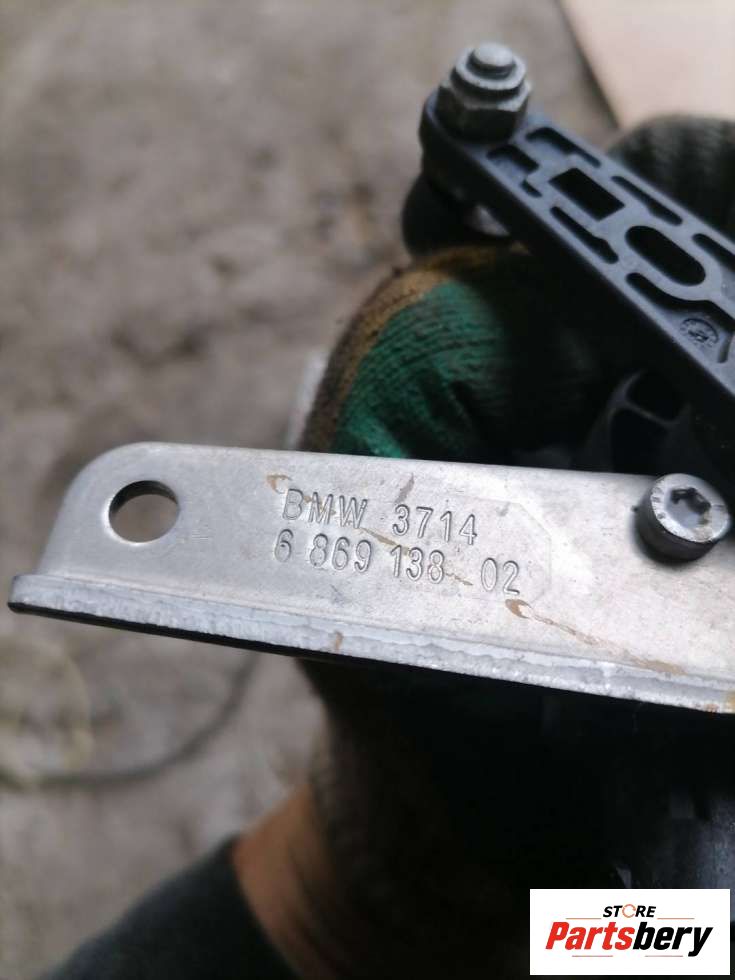 BMW 3714
6 869 138 02
STORE
Partsbery